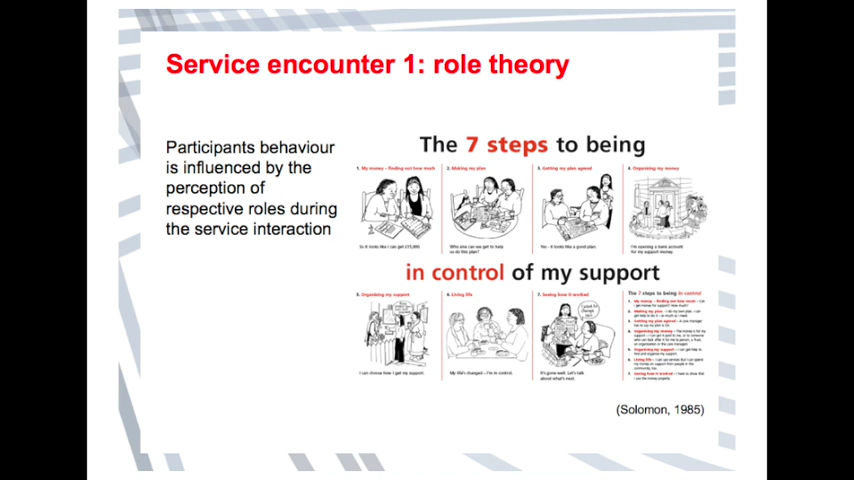 Service encounter 1: role theory
Participants behaviour
is influenced by the
perception of
respective roles during
the service interaction
The 7 steps to being
1. My money – finding out how much
2. Making my plan
3. Getting my plan agreed
4. Organising my money
So it looks like I can get £15,000.
Who else can we get to help
us do this plan?
Yes - it looks like a good plan.
I'm opening a bank account
for my support money.
in control of my support
5. Organising my support
6. Living life
7. Seeing how it worked
I can choose how I get my support.
My life's changed – I'm in control.
It's gone well. Let's talk
about what's next.
The 7 steps to being in control
(Solomon, 1985)